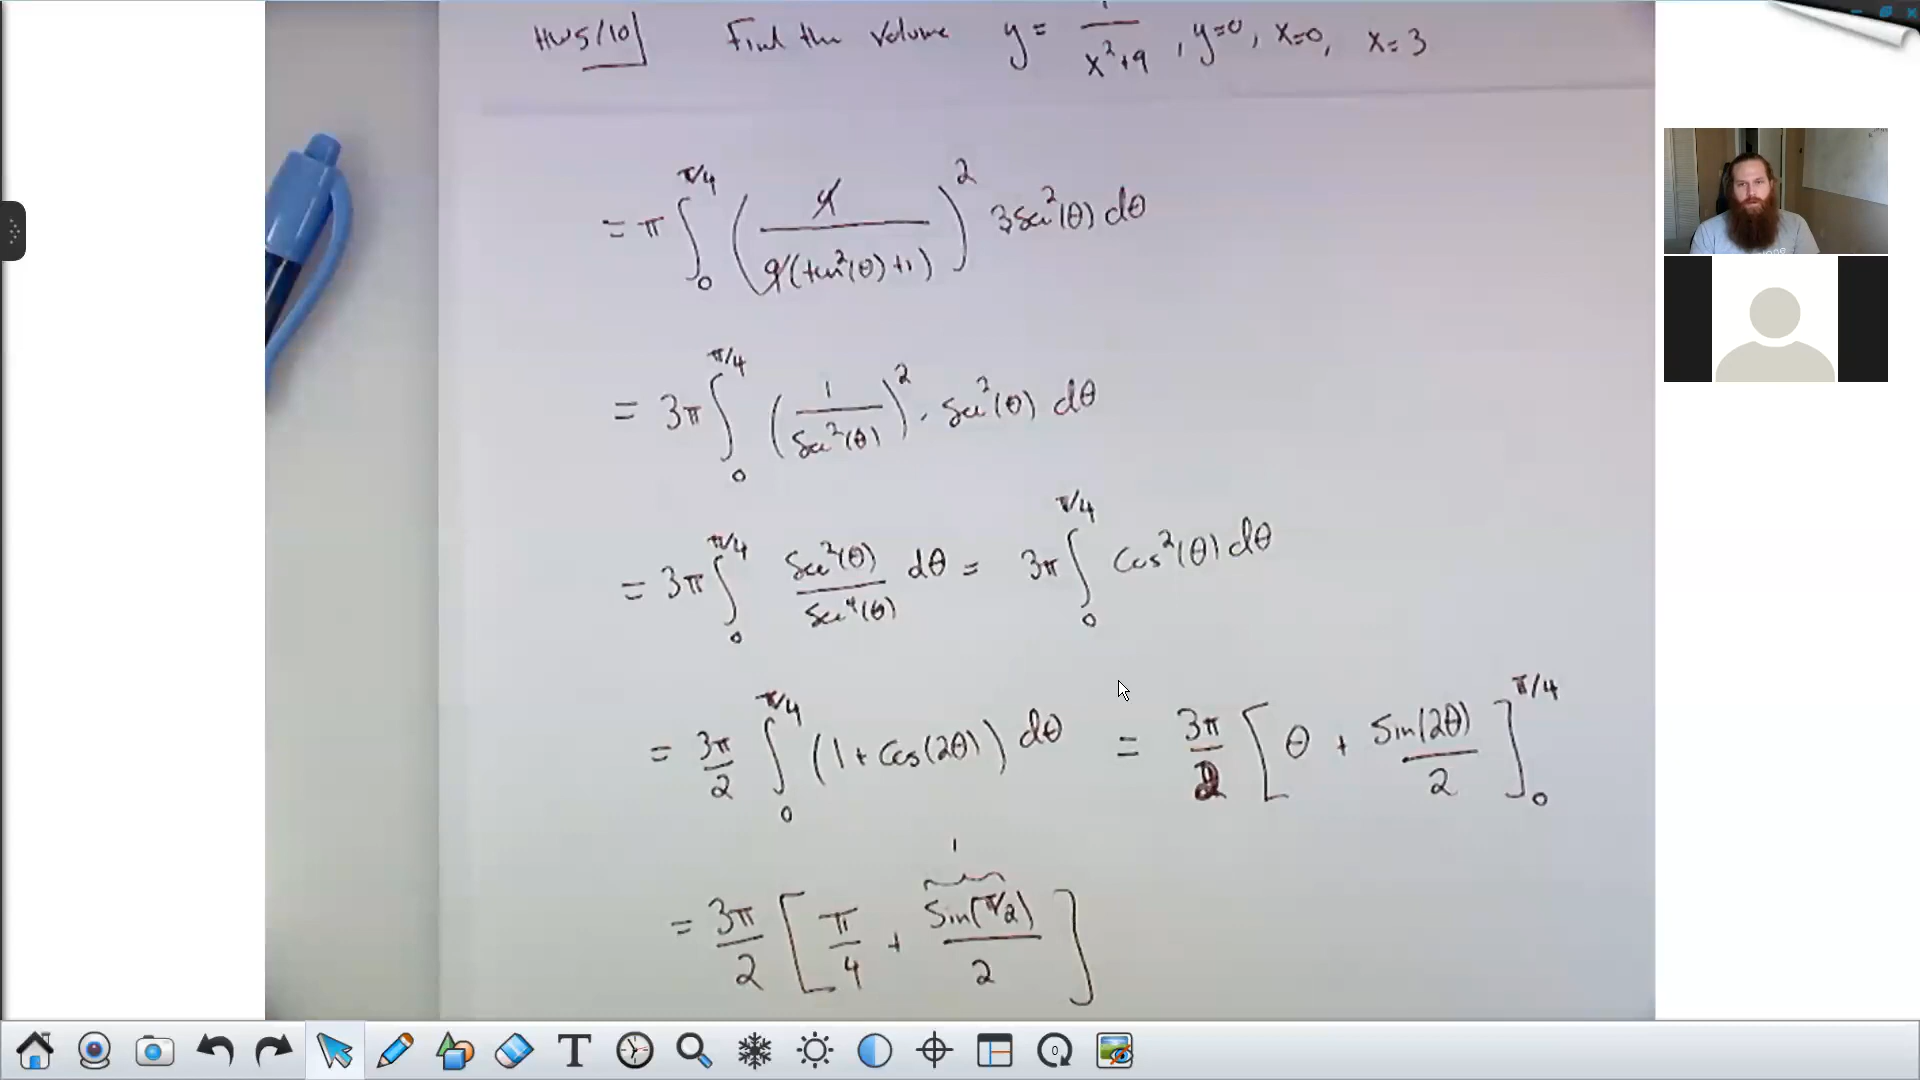 HW5/10] Find the volume y = 1/(x²+9), y=0, x=0, x=3
= π ∫₀^(π/4) (9/(9(tan²(θ)+1)))² 3sec²(θ) dθ
= 3π ∫₀^(π/4) (1/sec²(θ))² · sec²(θ) dθ
= 3π ∫₀^(π/4) sec²(θ)/sec⁴(θ) dθ = 3π ∫₀^(π/4) cos²(θ) dθ
= 3π/2 ∫₀^(π/4) (1 + cos(2θ)) dθ = 3π/2 [θ + sin(2θ)/2]₀^(π/4)
1
= 3π/2 [π/4 + sin(π/2)/2]
T
0